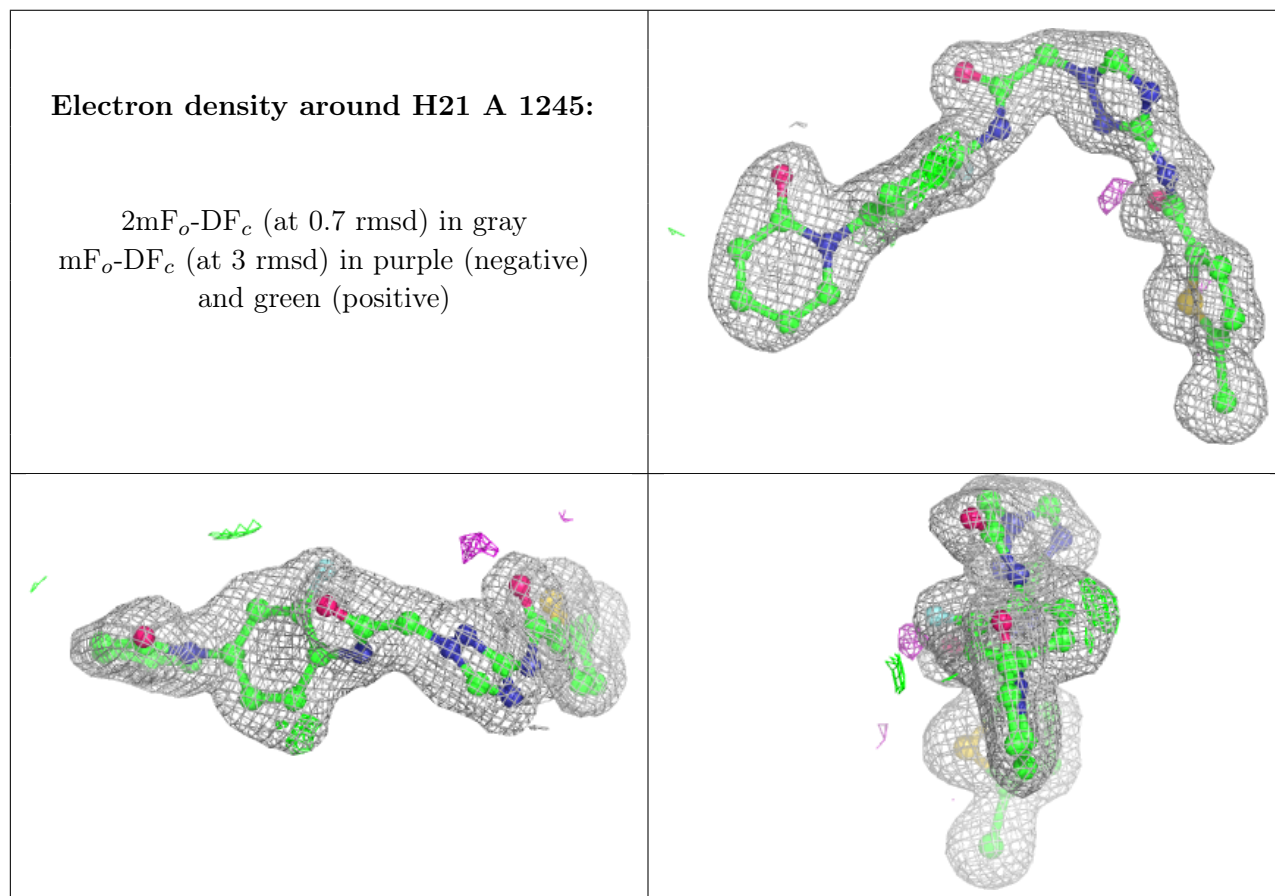 Electron density around H21 A 1245:
2mFo-DFc (at 0.7 rmsd) in gray
mFo-DFc (at 3 rmsd) in purple (negative)
and green (positive)